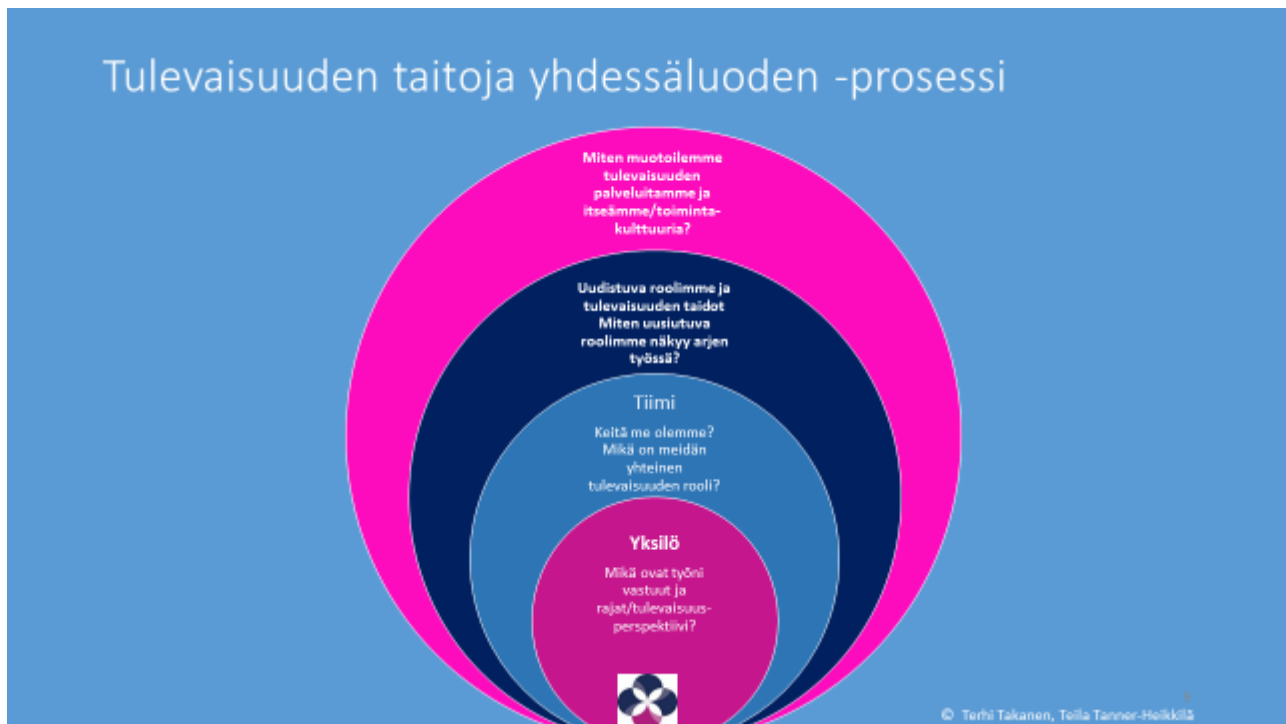 Tulevaisuuden taitoja yhdessäluoden -prosessi
Miten muotoilemme
tulevaisuuden
palveluitamme ja
itseämme/toiminta-
kulttuuria?
Uudistuva roolimme ja
tulevaisuuden taidot
Miten uusiutuva
roolimme näkyy arjen
työssä?
Tiimi
Keitä me olemme?
Mikä on meidän
yhteinen
tulevaisuuden rooli?
Yksilö
Mikä ovat työni
vastuut ja
rajat/tulevaisuus-
perspektiivi?
© Terhi Takanen, Teila Tanner-Heikkilä